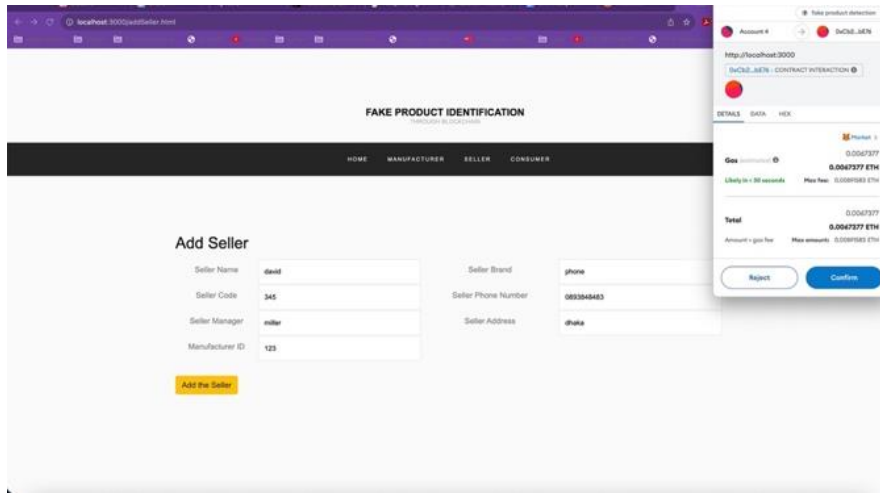 localhost:3000/addSeller.html
FAKE PRODUCT IDENTIFICATION
THROUGH BLOCKCHAIN
HOME MANUFACTURER SELLER CONSUMER
Add Seller
Seller Name david Seller Brand phone
Seller Code 345 Seller Phone Number 0893848483
Seller Manager miller Seller Address dhaka
Manufacturer ID 123
Add the Seller
fake product detection
Account 4
http://localhost:3000
CONTRACT INTERACTION
DETAILS DATA HEX
Market
0.0067377
Gas (estimated) 0.0067377 ETH
Likely in < 30 seconds Max fee:
0.0067377
Total 0.0067377 ETH
Amount + gas fee Max amount:
Reject Confirm